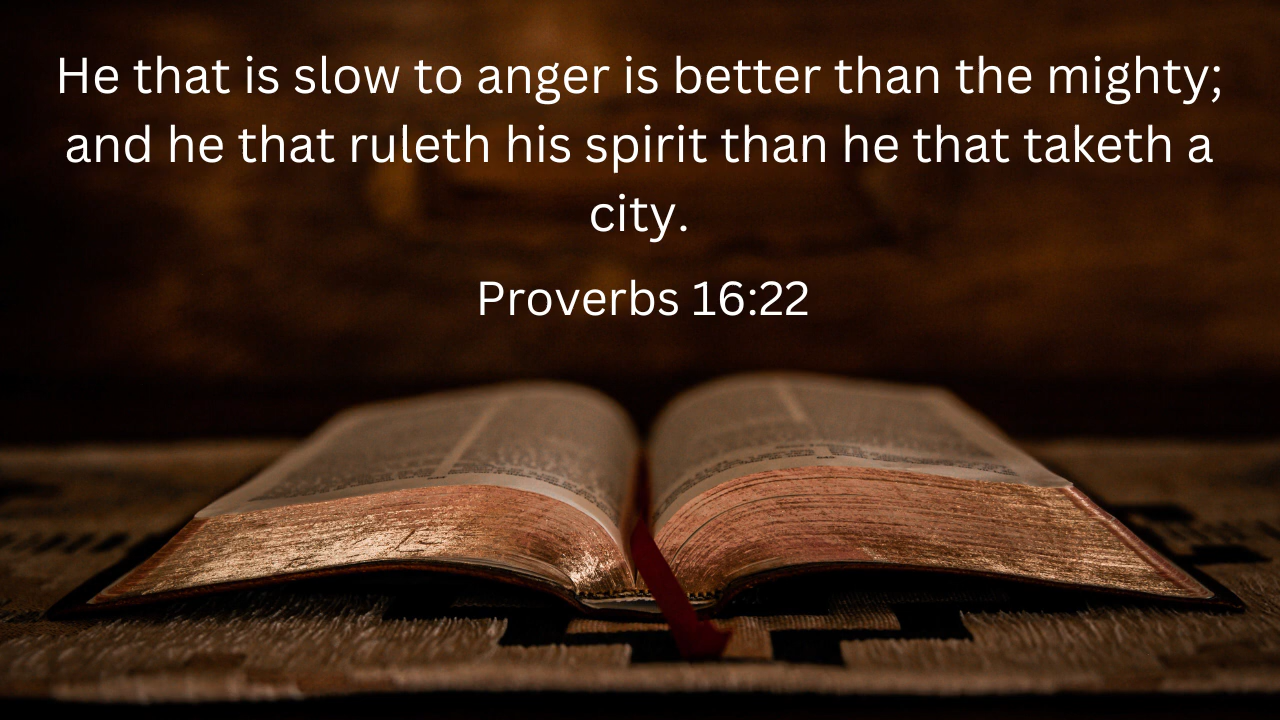 He that is slow to anger is better than the mighty;
and he that ruleth his spirit than he that taketh a
city.
Proverbs 16:22